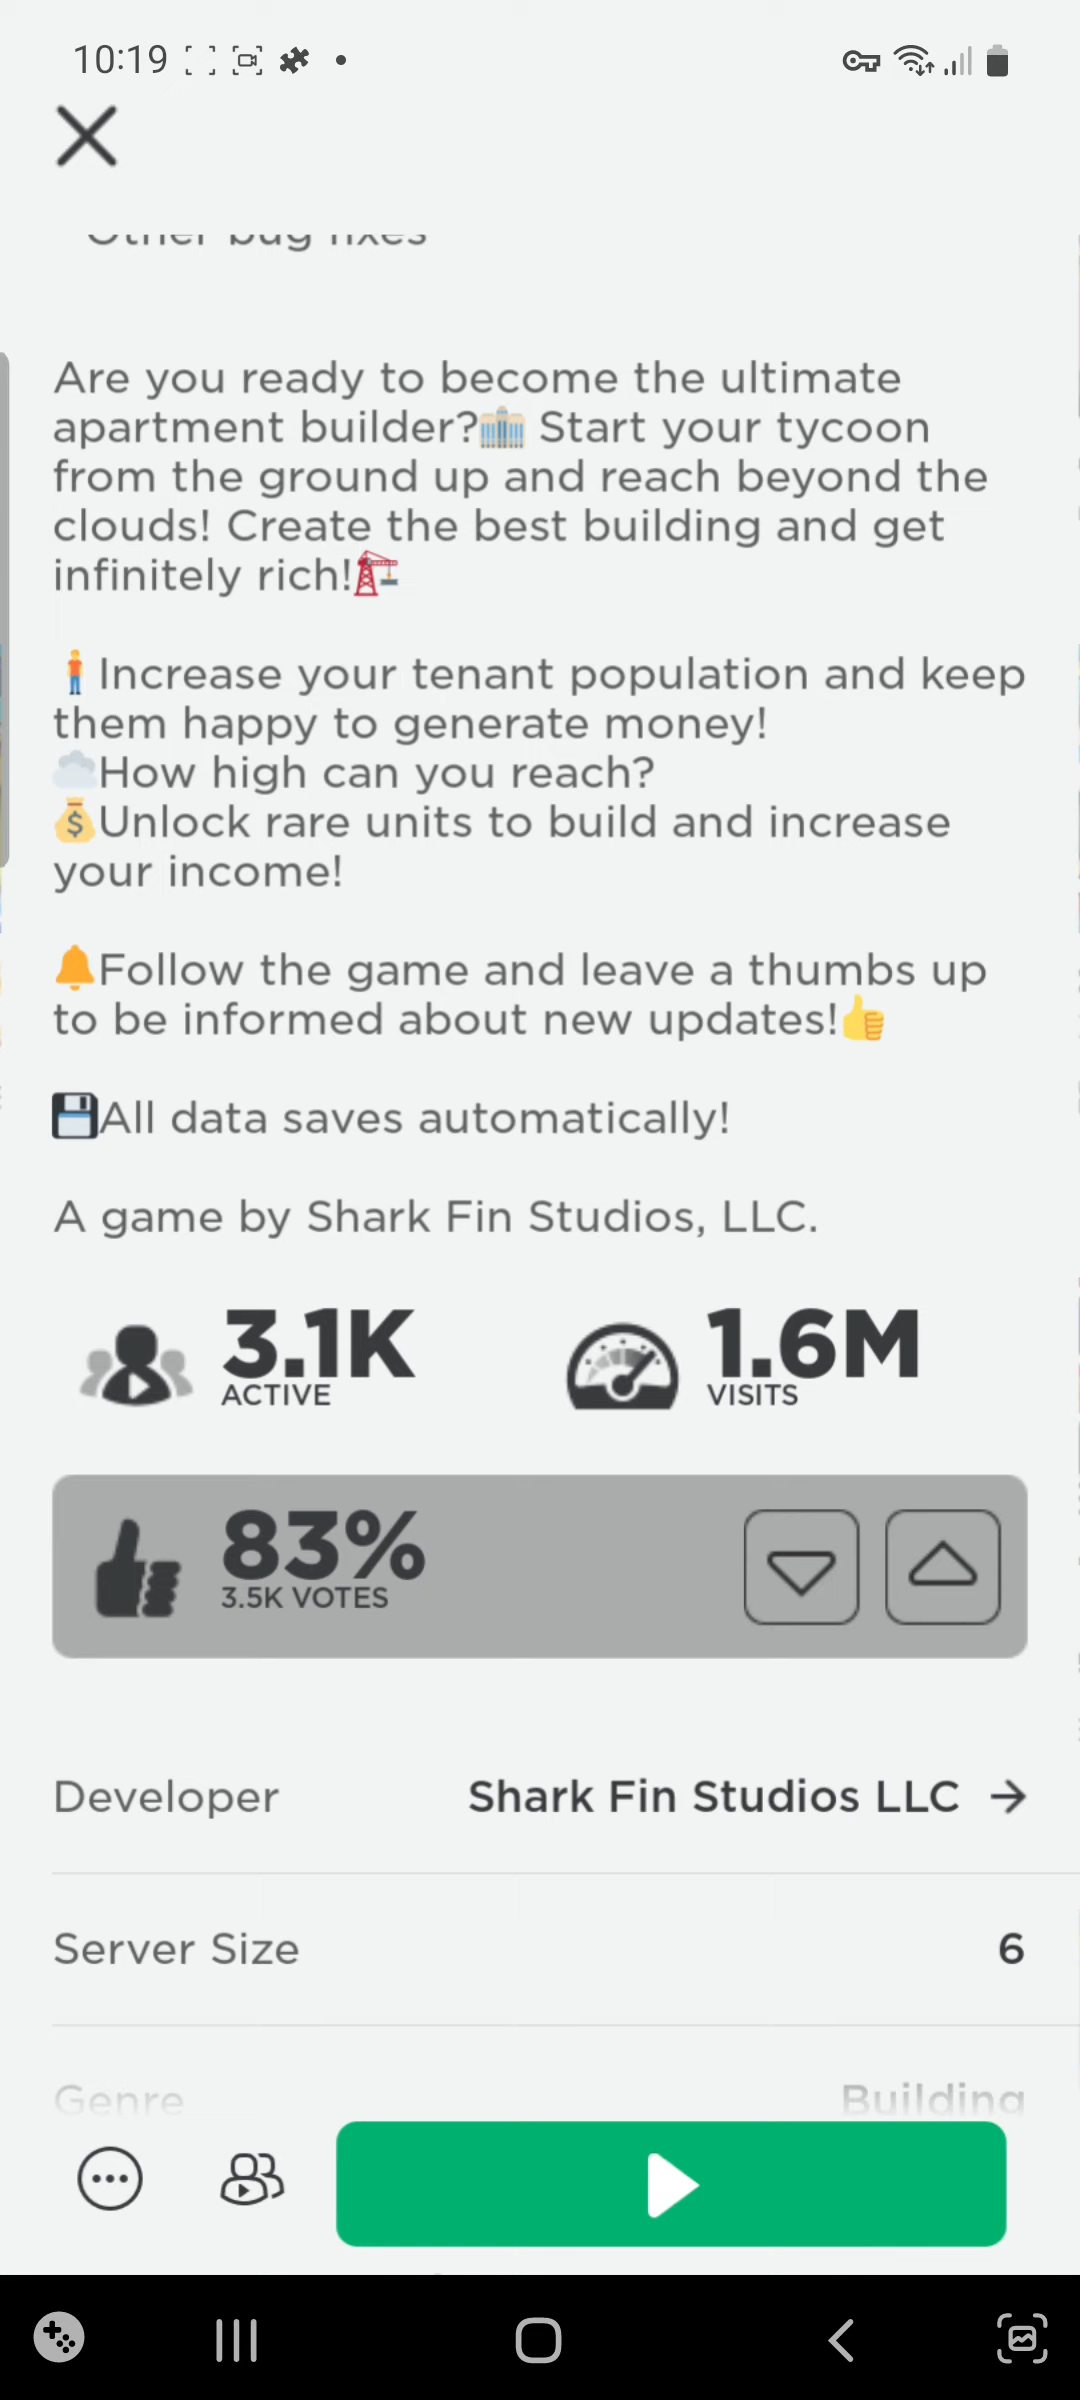 10:19
Other bug fixes
Are you ready to become the ultimate
apartment builder?🏙️ Start your tycoon
from the ground up and reach beyond the
clouds! Create the best building and get
infinitely rich!🏗️
🧍Increase your tenant population and keep
them happy to generate money!
☁️How high can you reach?
💰Unlock rare units to build and increase
your income!
🔔Follow the game and leave a thumbs up
to be informed about new updates!👍
💾All data saves automatically!
A game by Shark Fin Studios, LLC.
3.1K
ACTIVE
1.6M
VISITS
83%
3.5K VOTES
Developer
Shark Fin Studios LLC
Server Size
6
Genre
Building